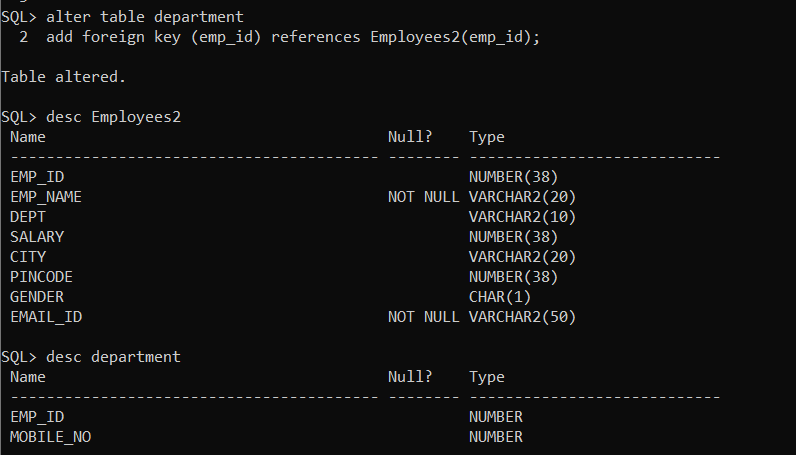 SQL> alter table department
  2  add foreign key (emp_id) references Employees2(emp_id);
Table altered.
SQL> desc Employees2
 Name                                      Null?    Type
 ----------------------------------------- -------- ----------------------------
 EMP_ID                                             NUMBER(38)
 EMP_NAME                                  NOT NULL VARCHAR2(20)
 DEPT                                               VARCHAR2(10)
 SALARY                                             NUMBER(38)
 CITY                                               VARCHAR2(20)
 PINCODE                                            NUMBER(38)
 GENDER                                             CHAR(1)
 EMAIL_ID                                  NOT NULL VARCHAR2(50)
SQL> desc department
 Name                                      Null?    Type
 ----------------------------------------- -------- ----------------------------
 EMP_ID                                             NUMBER
 MOBILE_NO                                          NUMBER